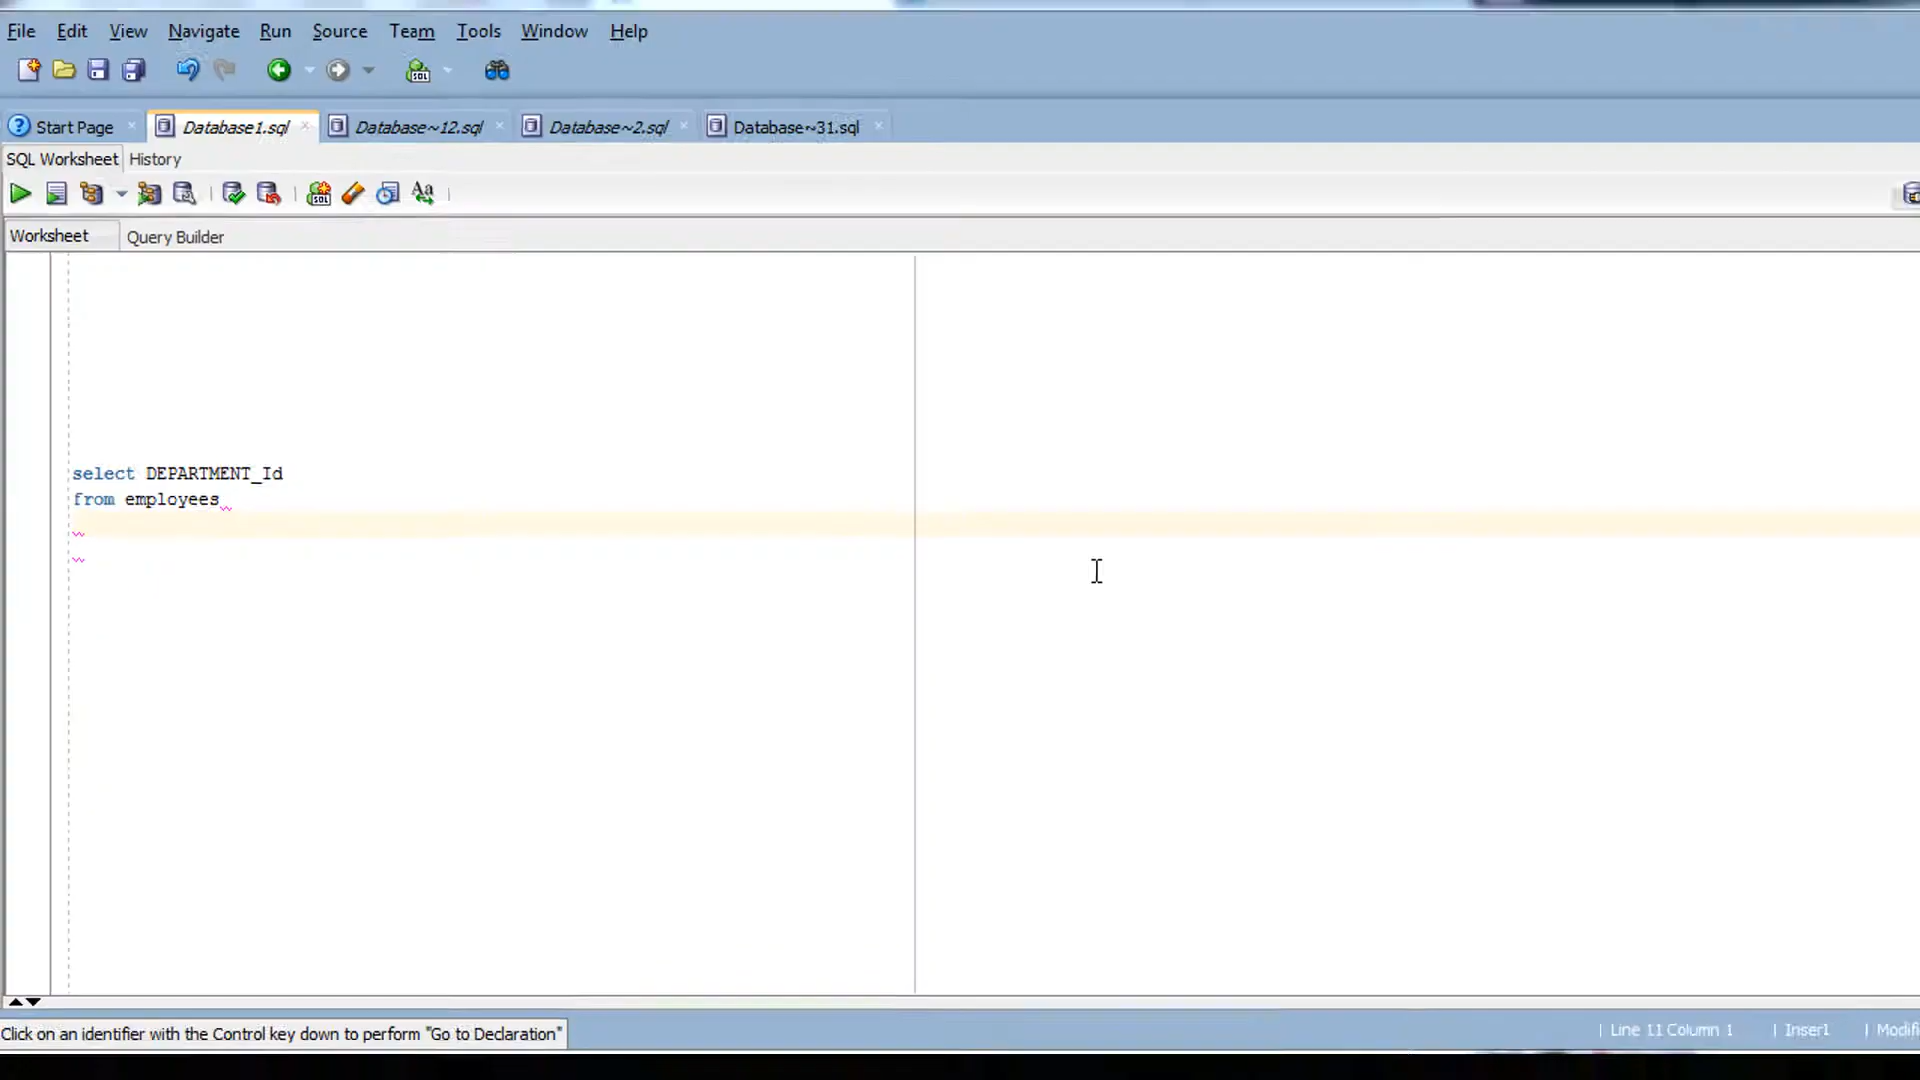 File Edit View Navigate Run Source Team Tools Window Help
Start Page Database1.sql Database~12.sql Database~2.sql Database~31.sql
SQL Worksheet History
Worksheet Query Builder
select DEPARTMENT_Id
from employees
Click on an identifier with the Control key down to perform "Go to Declaration"
| Line 11 Column 1 | Insert | Modifi